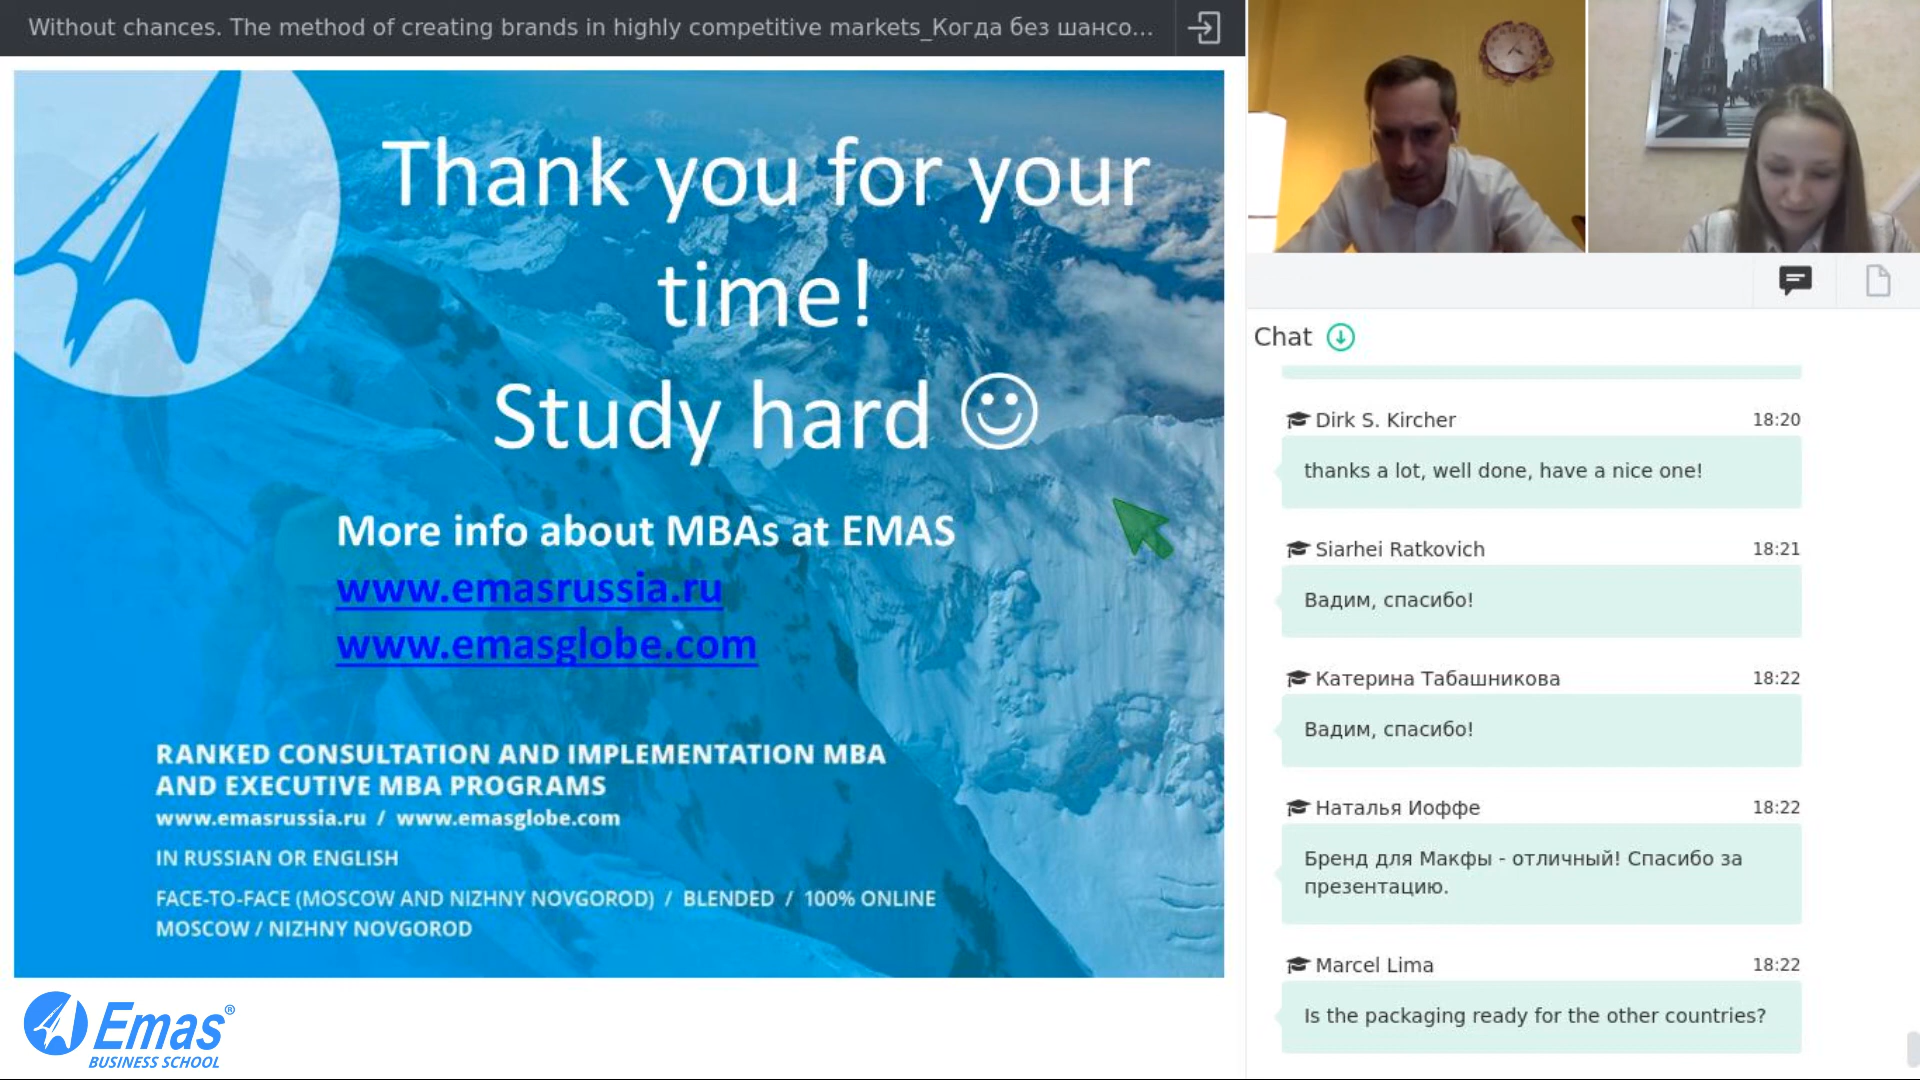 Without chances. The method of creating brands in highly competitive markets_Когда без шансо...
Thank you for your
time!
Study hard
More info about MBAs at EMAS
www.emasrussia.ru
www.emasglobe.com
RANKED CONSULTATION AND IMPLEMENTATION MBA
AND EXECUTIVE MBA PROGRAMS
www.emasrussia.ru / www.emasglobe.com
IN RUSSIAN OR ENGLISH
FACE-TO-FACE (MOSCOW AND NIZHNY NOVGOROD) / BLENDED / 100% ONLINE
MOSCOW / NIZHNY NOVGOROD
Emas®
BUSINESS SCHOOL
Chat
Dirk S. Kircher 18:20
thanks a lot, well done, have a nice one!
Siarhei Ratkovich 18:21
Вадим, спасибо!
Катерина Табашникова 18:22
Вадим, спасибо!
Наталья Иоффе 18:22
Бренд для Макфы - отличный! Спасибо за
презентацию.
Marcel Lima 18:22
Is the packaging ready for the other countries?